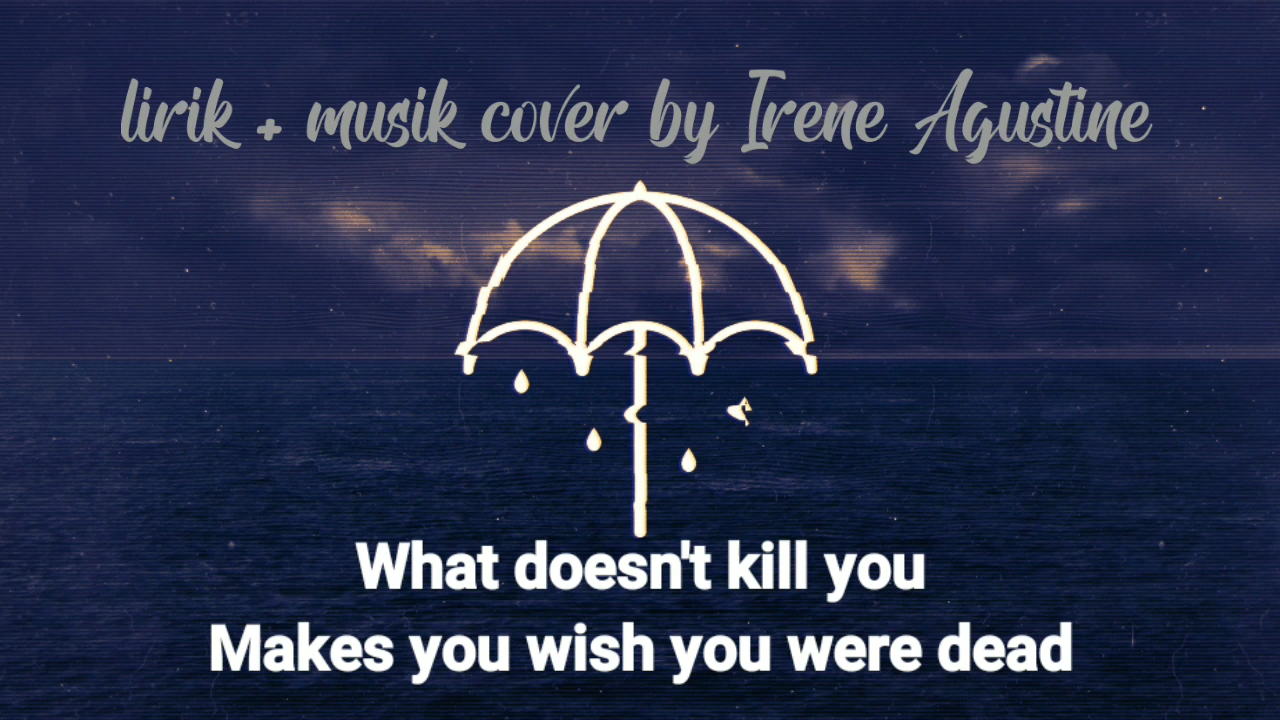 lirik + musik cover by Irene Agustine
What doesn't kill you
Makes you wish you were dead